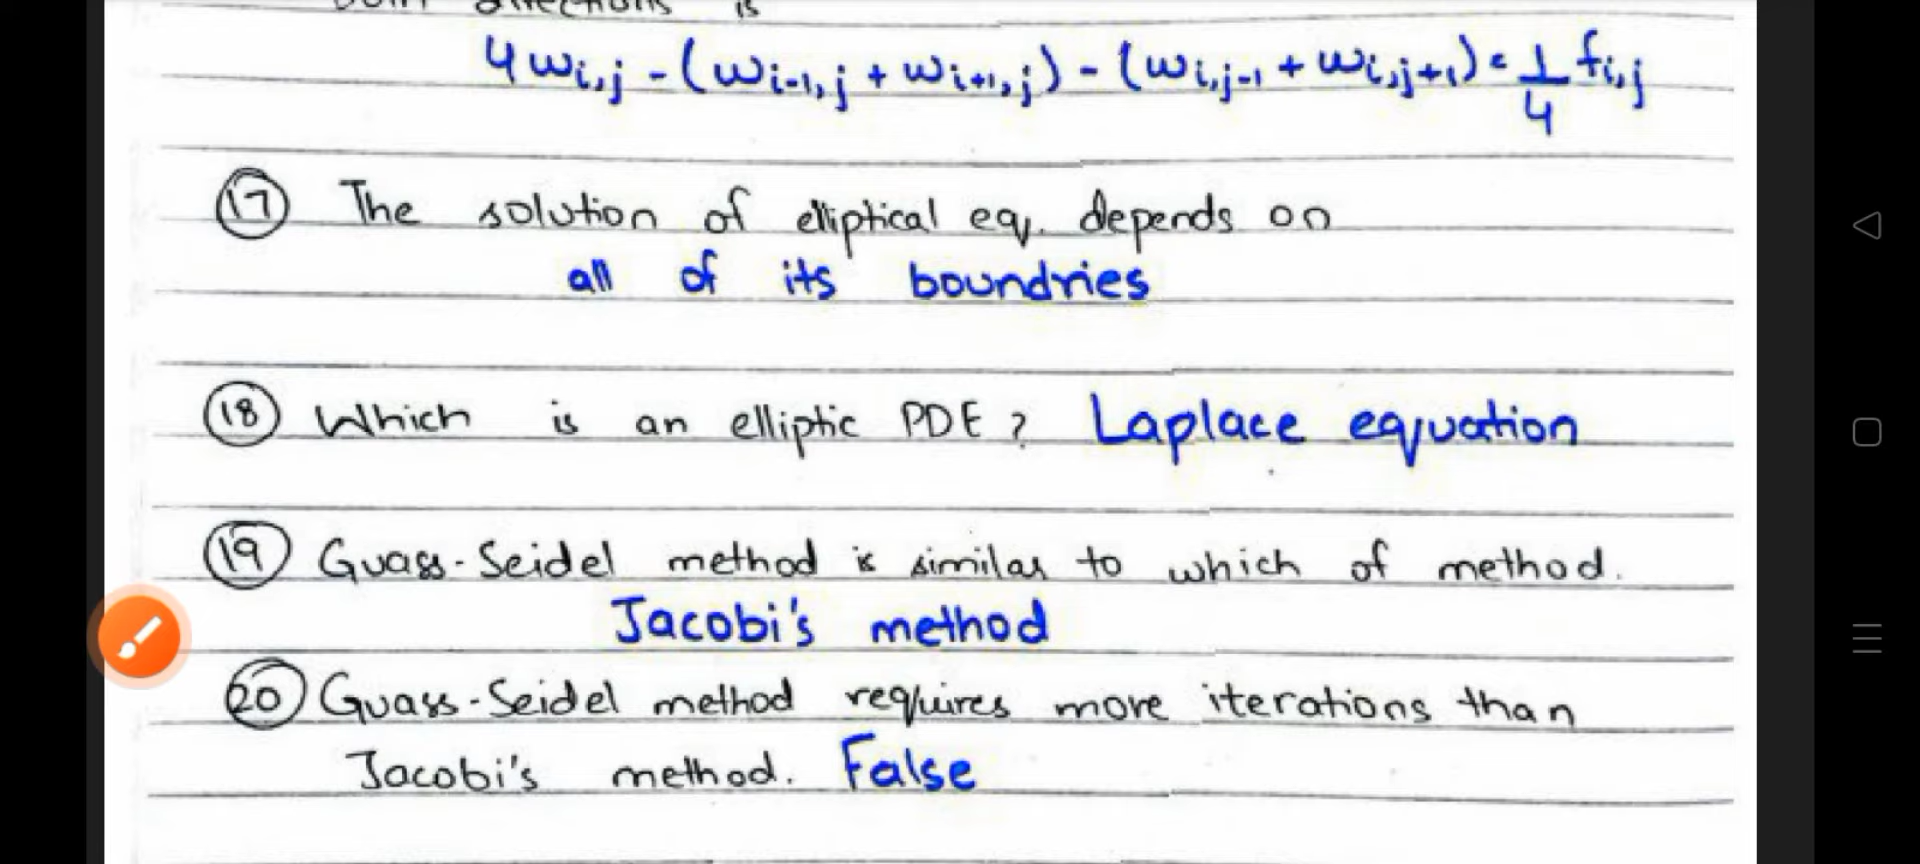 is
4wi,j - (wi-1,j + wi+1,j) - (wi,j-1 + wi,j+1) = 1/4 fi,j
17 The solution of elliptical eq. depends on
all of its boundries
18 Which is an elliptic PDE? Laplace equation
19 Guass-Seidel method is similar to which of method.
Jacobi's method
20 Guass-Seidel method requires more iterations than
Jacobi's method. False